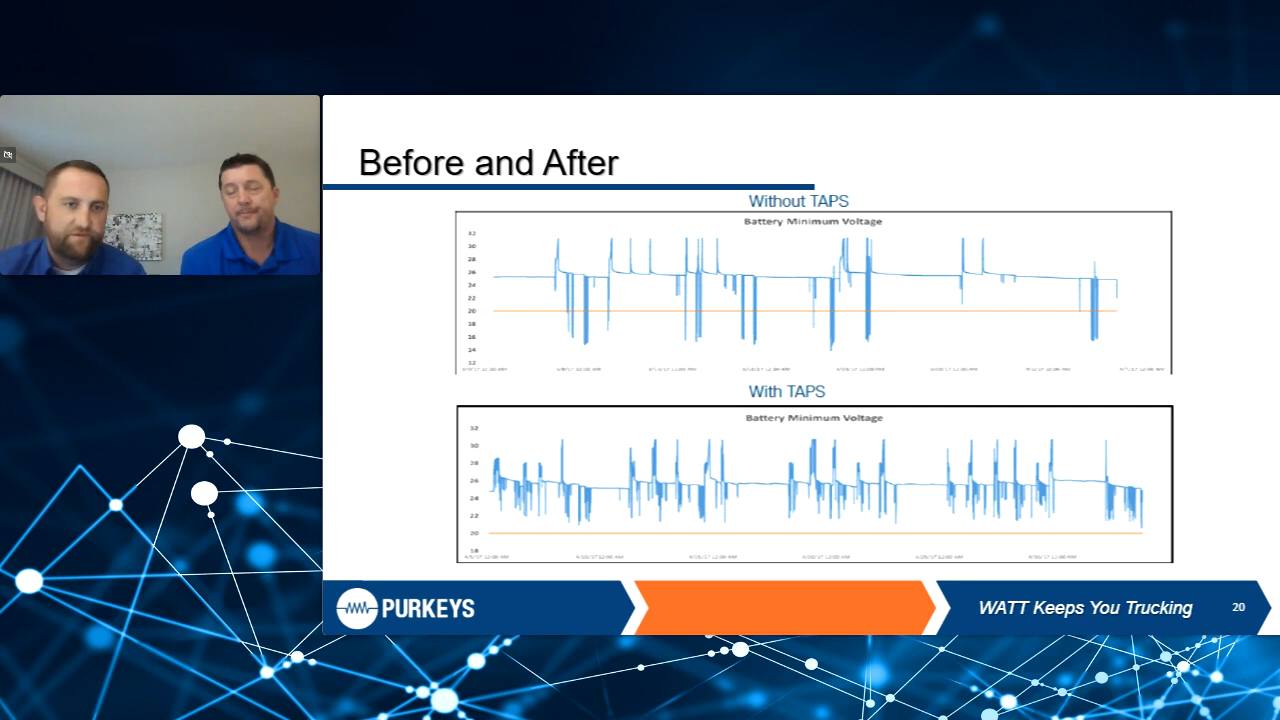 Before and After
Without TAPS
Battery Minimum Voltage
32
30
28
26
24
22
20
18
16
14
12
With TAPS
Battery Minimum Voltage
32
30
28
26
24
22
20
18
PURKEYS
WATT Keeps You Trucking
20